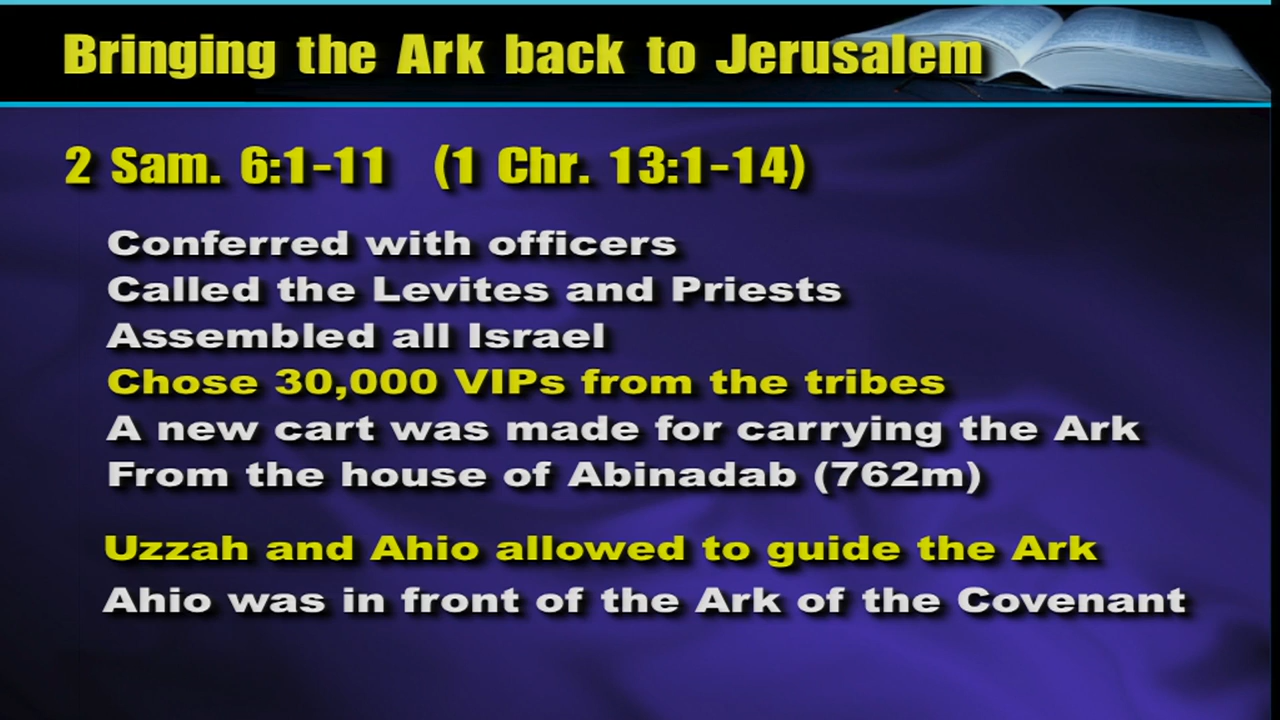 Bringing the Ark back to Jerusalem
2 Sam. 6:1-11 (1 Chr. 13:1-14)
Conferred with officers
Called the Levites and Priests
Assembled all Israel
Chose 30,000 VIPs from the tribes
A new cart was made for carrying the Ark
From the house of Abinadab (762m)
Uzzah and Ahio allowed to guide the Ark
Ahio was in front of the Ark of the Covenant